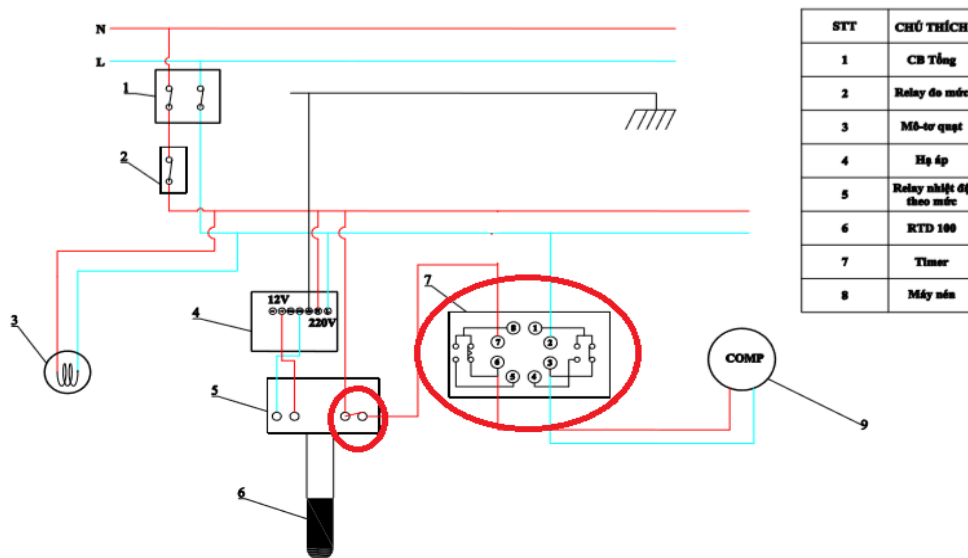 N
L
1
2
3
4
12V
220V
5
6
7
8 1
7 2
6 3
5 4
COMP
9
STT CHÚ THÍCH
1 CB Tổng
2 Relay đo mức
3 Mô-tơ quạt
4 Hạ áp
5 Relay nhiệt độ
theo mức
6 RTD 100
7 Timer
8 Máy nén